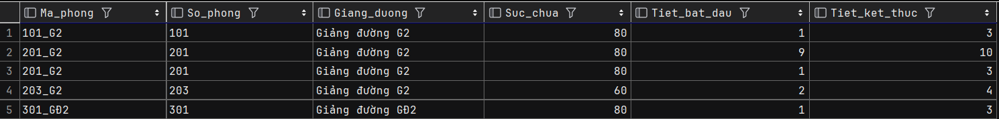 Ma_phong So_phong Giang_duong Suc_chua Tiet_bat_dau Tiet_ket_thuc
1 101_G2 101 Giảng đường G2 80 1 3
2 201_G2 201 Giảng đường G2 80 9 10
3 201_G2 201 Giảng đường G2 80 1 3
4 203_G2 203 Giảng đường G2 60 2 4
5 301_GĐ2 301 Giảng đường GĐ2 80 1 3